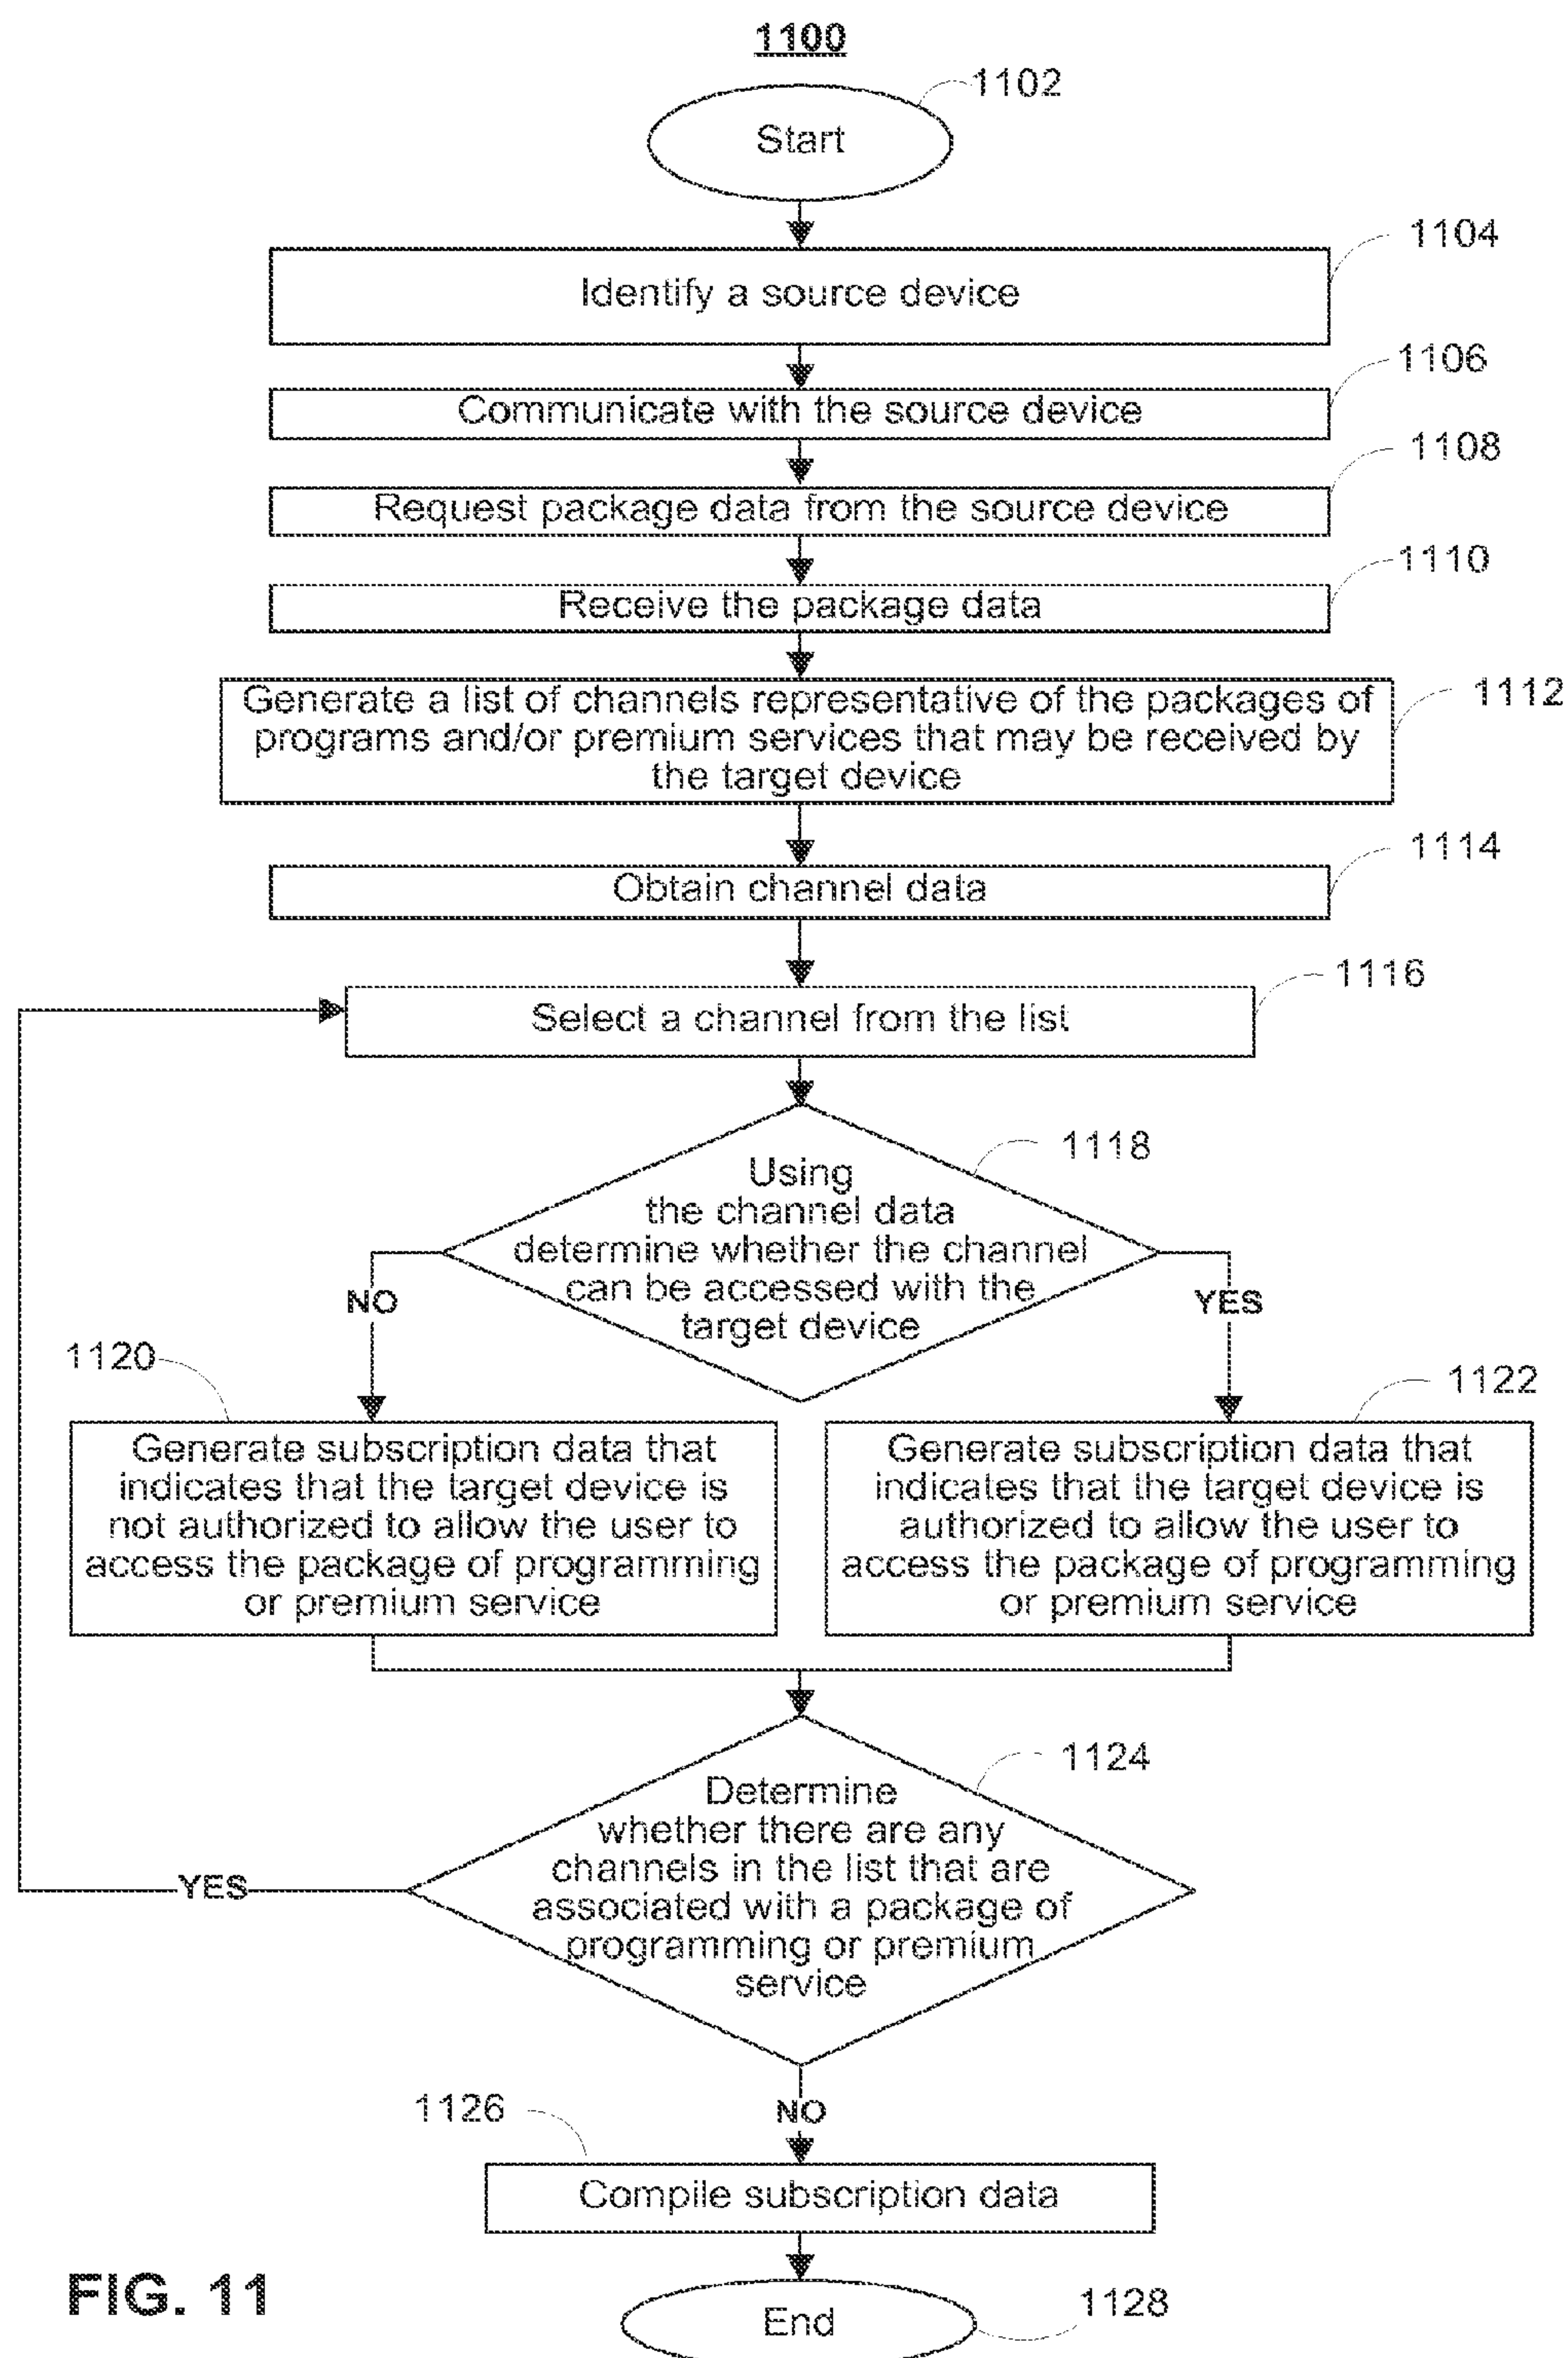 1100
1102
Start
1104
Identify a source device
1106
Communicate with the source device
1108
Request package data from the source device
1110
Receive the package data
1112
Generate a list of channels representative of the packages of
programs and/or premium services that may be received by
the target device
1114
Obtain channel data
1116
Select a channel from the list
1118
Using
the channel data
determine whether the channel
can be accessed with the
target device
NO
YES
1120
Generate subscription data that
indicates that the target device is
not authorized to allow the user to
access the package of programming
or premium service
1122
Generate subscription data that
indicates that the target device is
authorized to allow the user to
access the package of programming
or premium service
1124
Determine
whether there are any
channels in the list that are
associated with a package of
programming or premium
service
YES
NO
1126
Compile subscription data
1128
End
FIG. 11